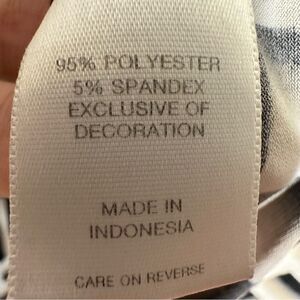 95% POLYESTER
5% SPANDEX
EXCLUSIVE OF
DECORATION
MADE IN
INDONESIA
CARE ON REVERSE